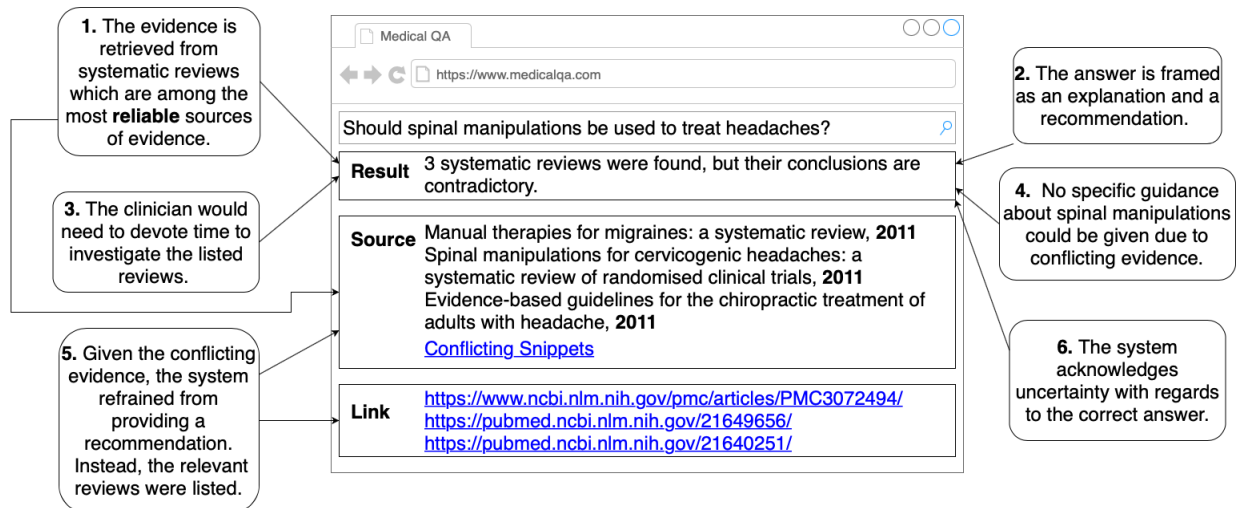 1. The evidence is
retrieved from
systematic reviews
which are among the
most reliable sources
of evidence.
3. The clinician would
need to devote time to
investigate the listed
reviews.
5. Given the conflicting
evidence, the system
refrained from
providing a
recommendation.
Instead, the relevant
reviews were listed.
Medical QA
https://www.medicalqa.com
Should spinal manipulations be used to treat headaches?
Result 3 systematic reviews were found, but their conclusions are
contradictory.
Source Manual therapies for migraines: a systematic review, 2011
Spinal manipulations for cervicogenic headaches: a
systematic review of randomised clinical trials, 2011
Evidence-based guidelines for the chiropractic treatment of
adults with headache, 2011
Conflicting Snippets
Link https://www.ncbi.nlm.nih.gov/pmc/articles/PMC3072494/
https://pubmed.ncbi.nlm.nih.gov/21649656/
https://pubmed.ncbi.nlm.nih.gov/21640251/
2. The answer is framed
as an explanation and a
recommendation.
4. No specific guidance
about spinal manipulations
could be given due to
conflicting evidence.
6. The system
acknowledges
uncertainty with regards
to the correct answer.